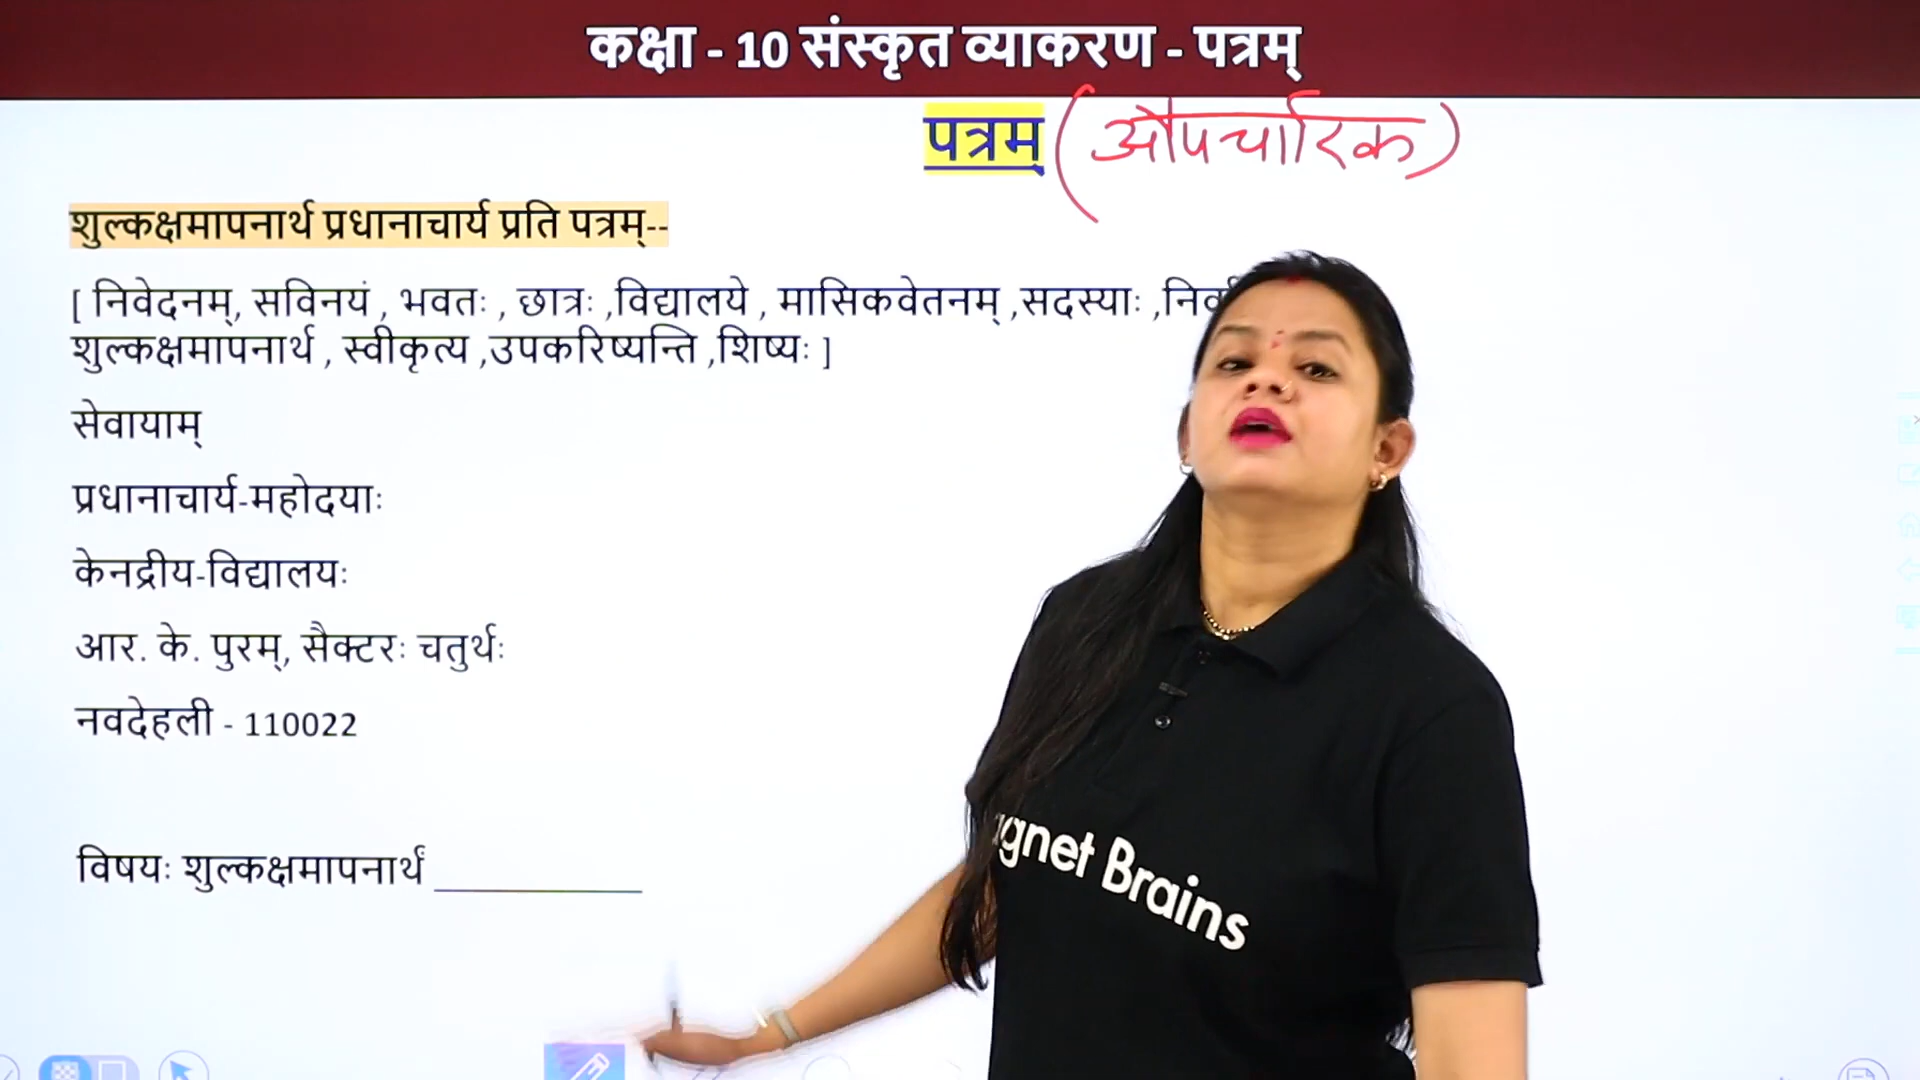 कक्षा - 10 संस्कृत व्याकरण - पत्रम्
पत्रम् (औपचारिक)
शुल्कक्षमापनार्थ प्रधानाचार्य प्रति पत्रम्--
[ निवेदनम्, सविनयं , भवतः , छात्रः ,विद्यालये , मासिकवेतनम् ,सदस्याः ,
शुल्कक्षमापनार्थ , स्वीकृत्य ,उपकरिष्यन्ति ,शिष्यः ]
सेवायाम्
प्रधानाचार्य-महोदयाः
केनद्रीय-विद्यालयः
आर. के. पुरम्, सैक्टरः चतुर्थः
नवदेहली - 110022
विषयः शुल्कक्षमापनार्थं ___________
Brains